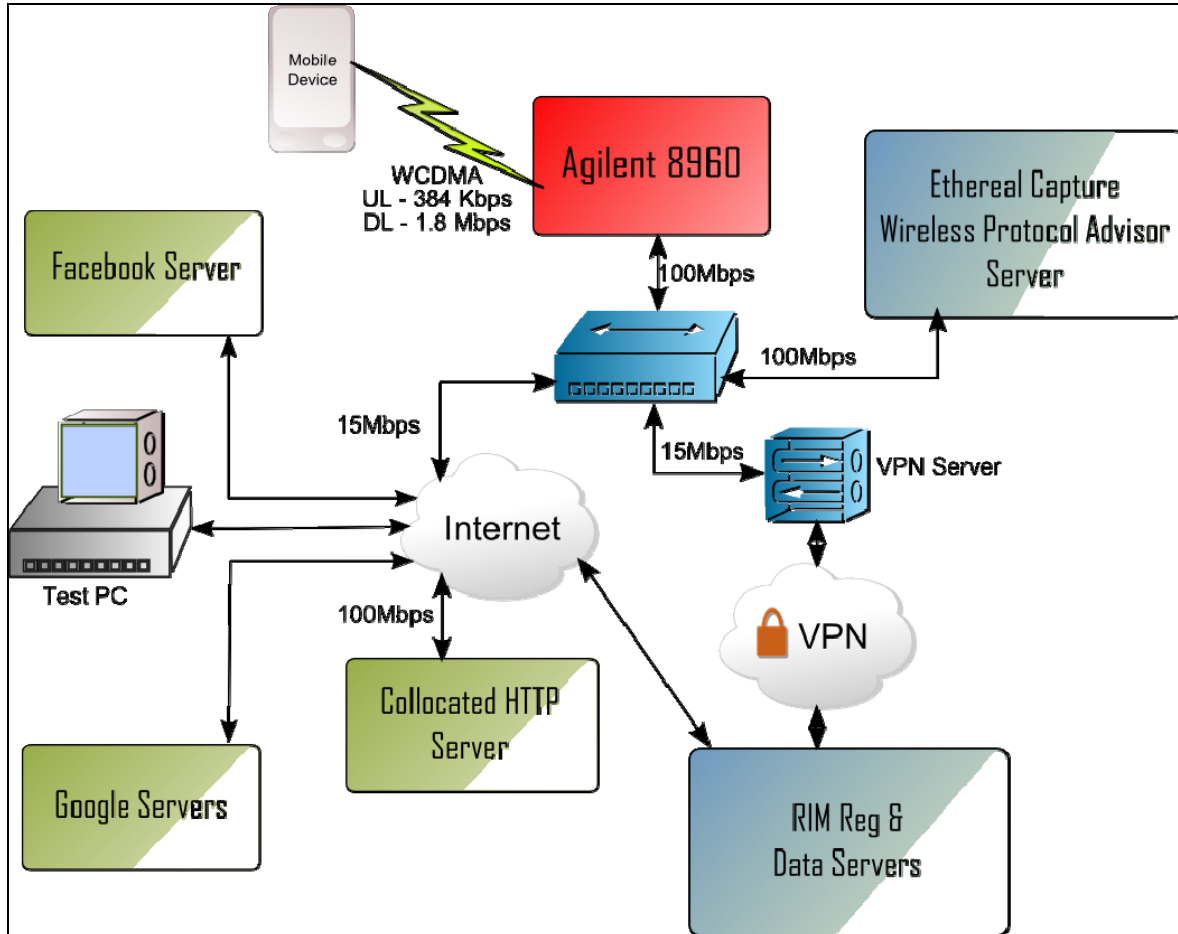 Mobile
Device
Agilent 8960
WCDMA
UL - 384 Kbps
DL - 1.8 Mbps
Ethereal Capture
Wireless Protocol Advisor
Server
Facebook Server
100Mbps
100Mbps
15Mbps
15Mbps
VPN Server
Internet
Test PC
100Mbps
VPN
Collocated HTTP
Server
Google Servers
RIM Reg &
Data Servers